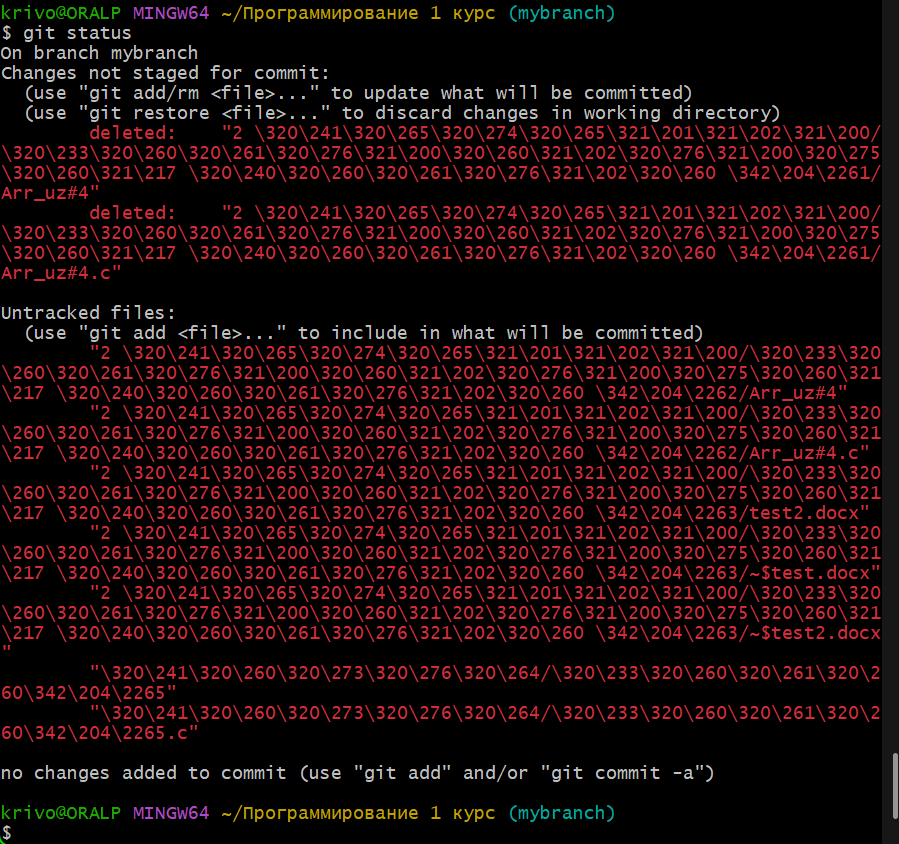 krivo@ORALP MINGW64 ~/Программирование 1 курс (mybranch)
$ git status
On branch mybranch
Changes not staged for commit:
  (use "git add/rm <file>..." to update what will be committed)
  (use "git restore <file>..." to discard changes in working directory)
        deleted:    "2 \320\241\320\265\320\274\320\265\321\201\321\202\321\200/
\320\233\320\260\320\261\320\276\321\200\320\260\321\202\320\276\321\200\320\275
\320\260\321\217 \320\240\320\260\320\261\320\276\321\202\320\260 \342\204\2261/
Arr_uz#4"
        deleted:    "2 \320\241\320\265\320\274\320\265\321\201\321\202\321\200/
\320\233\320\260\320\261\320\276\321\200\320\260\321\202\320\276\321\200\320\275
\320\260\321\217 \320\240\320\260\320\261\320\276\321\202\320\260 \342\204\2261/
Arr_uz#4.c"

Untracked files:
  (use "git add <file>..." to include in what will be committed)
        "2 \320\241\320\265\320\274\320\265\321\201\321\202\321\200/\320\233\320
\260\320\261\320\276\321\200\320\260\321\202\320\276\321\200\320\275\320\260\321
\217 \320\240\320\260\320\261\320\276\321\202\320\260 \342\204\2262/Arr_uz#4"
        "2 \320\241\320\265\320\274\320\265\321\201\321\202\321\200/\320\233\320
\260\320\261\320\276\321\200\320\260\321\202\320\276\321\200\320\275\320\260\321
\217 \320\240\320\260\320\261\320\276\321\202\320\260 \342\204\2262/Arr_uz#4.c"
        "2 \320\241\320\265\320\274\320\265\321\201\321\202\321\200/\320\233\320
\260\320\261\320\276\321\200\320\260\321\202\320\276\321\200\320\275\320\260\321
\217 \320\240\320\260\320\261\320\276\321\202\320\260 \342\204\2263/test2.docx"
        "2 \320\241\320\265\320\274\320\265\321\201\321\202\321\200/\320\233\320
\260\320\261\320\276\321\200\320\260\321\202\320\276\321\200\320\275\320\260\321
\217 \320\240\320\260\320\261\320\276\321\202\320\260 \342\204\2263/~$test.docx"
        "2 \320\241\320\265\320\274\320\265\321\201\321\202\321\200/\320\233\320
\260\320\261\320\276\321\200\320\260\321\202\320\276\321\200\320\275\320\260\321
\217 \320\240\320\260\320\261\320\276\321\202\320\260 \342\204\2263/~$test2.docx
"
        "\320\241\320\260\320\273\320\276\320\264/\320\233\320\260\320\261\320\2
60\342\204\2265"
        "\320\241\320\260\320\273\320\276\320\264/\320\233\320\260\320\261\320\2
60\342\204\2265.c"

no changes added to commit (use "git add" and/or "git commit -a")

krivo@ORALP MINGW64 ~/Программирование 1 курс (mybranch)
$